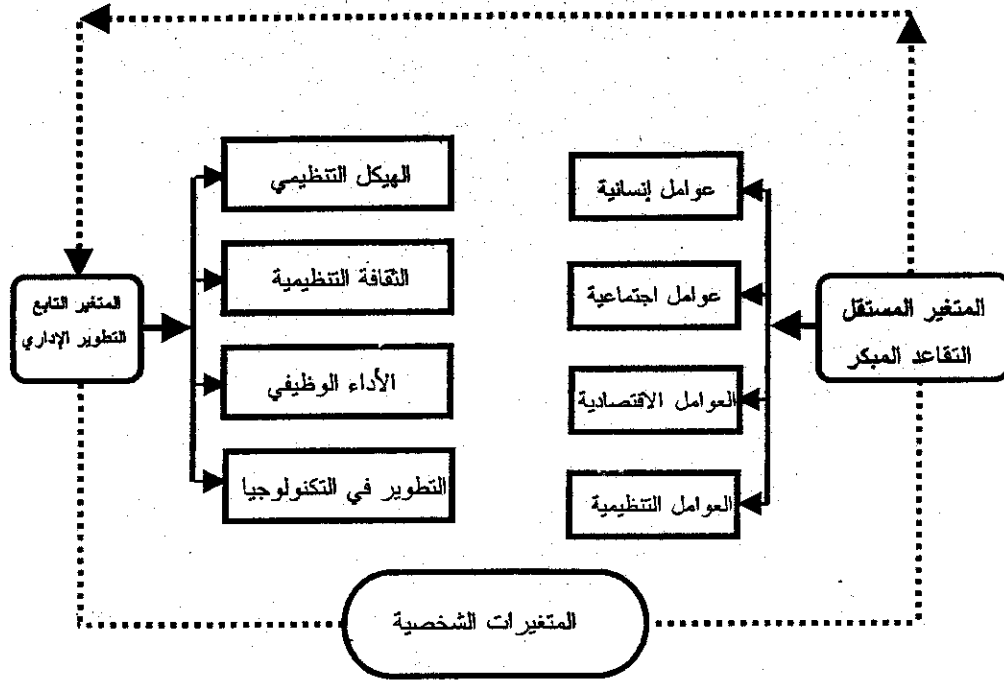 المتغير المستقل
التقاعد المبكر
عوامل إنسانية
عوامل اجتماعية
العوامل الاقتصادية
العوامل التنظيمية
الهيكل التنظيمي
الثقافة التنظيمية
الأداء الوظيفي
التطوير في التكنولوجيا
المتغير التابع
التطوير الإداري
المتغيرات الشخصية